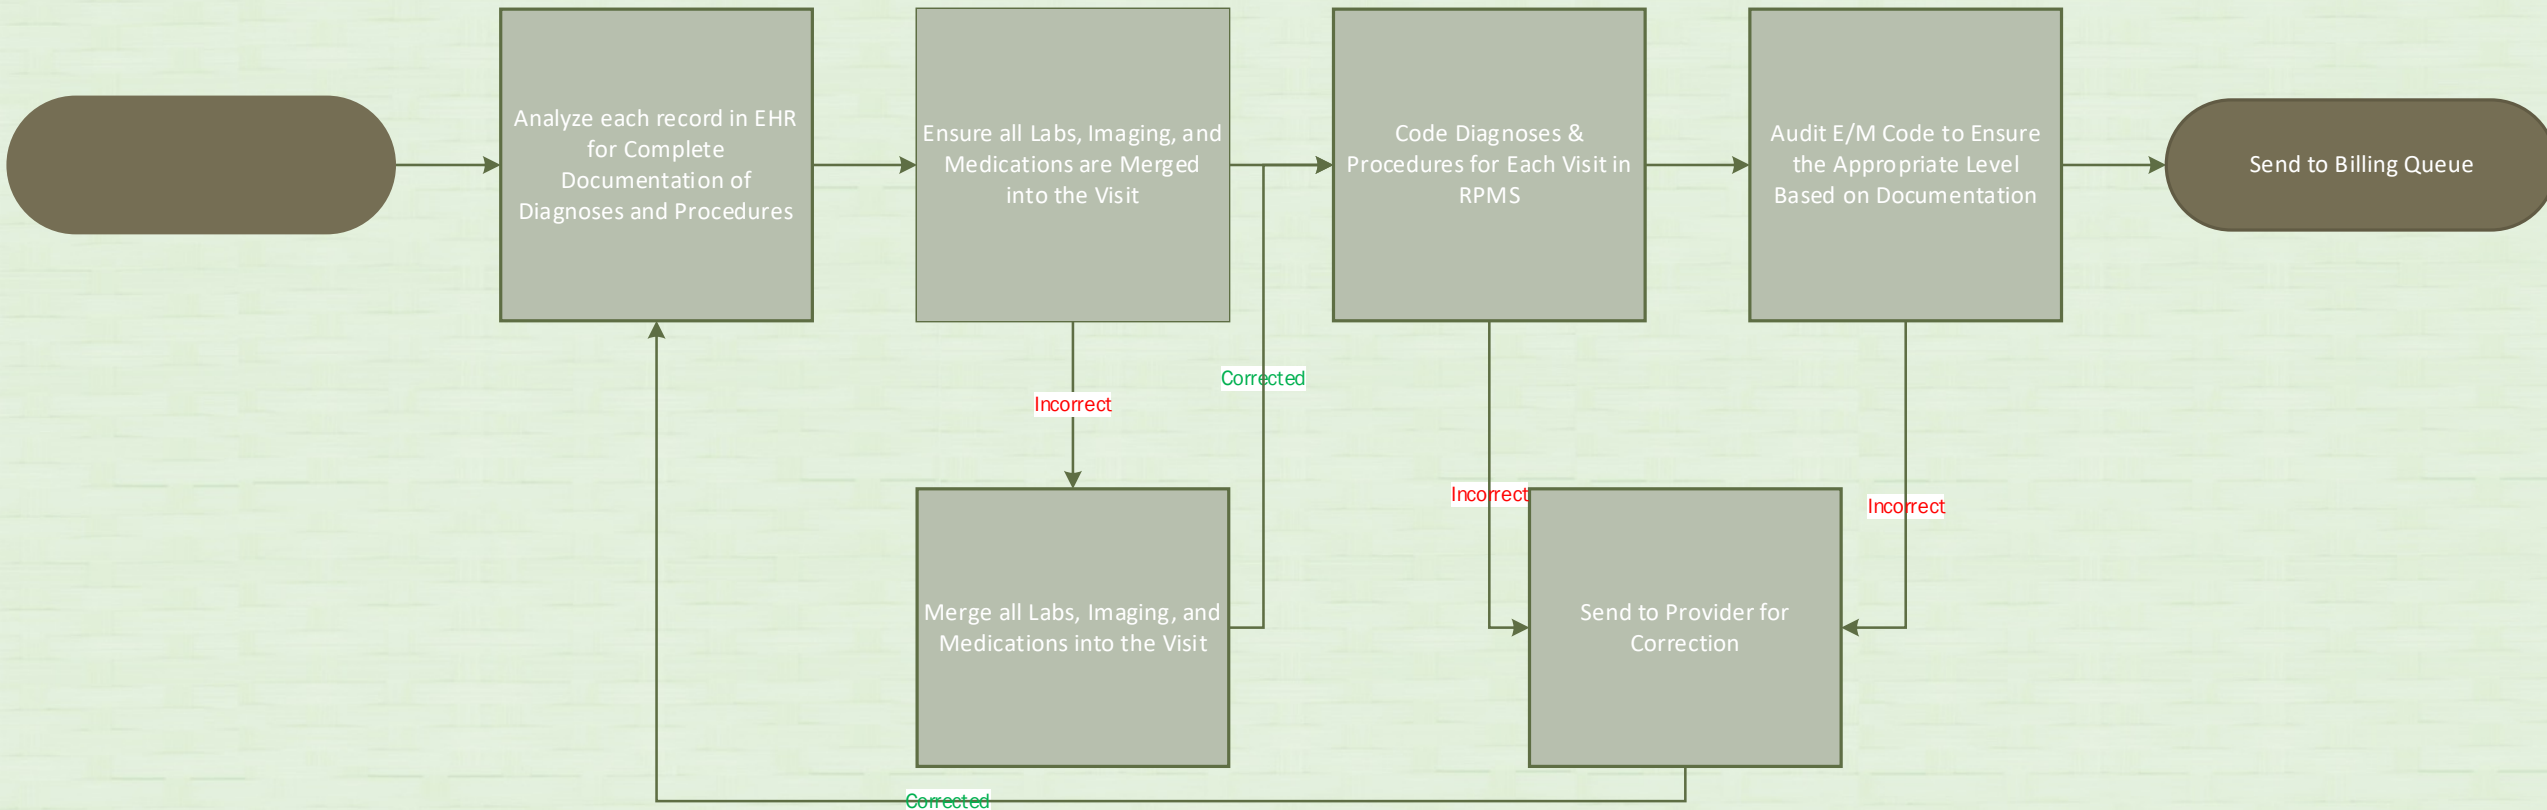 Analyze each record in EHR
for Complete
Documentation of
Diagnoses and Procedures
Ensure all Labs, Imaging, and
Medications are Merged
into the Visit
Code Diagnoses &
Procedures for Each Visit in
RPMS
Audit E/M Code to Ensure
the Appropriate Level
Based on Documentation
Send to Billing Queue
Corrected
Incorrect
Incorrect
Incorrect
Merge all Labs, Imaging, and
Medications into the Visit
Send to Provider for
Correction
Corrected